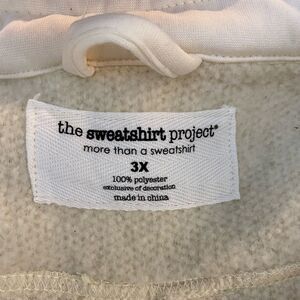 the sweatshirt project®
more than a sweatshirt
3X
100% polyester
exclusive of decoration
made in china